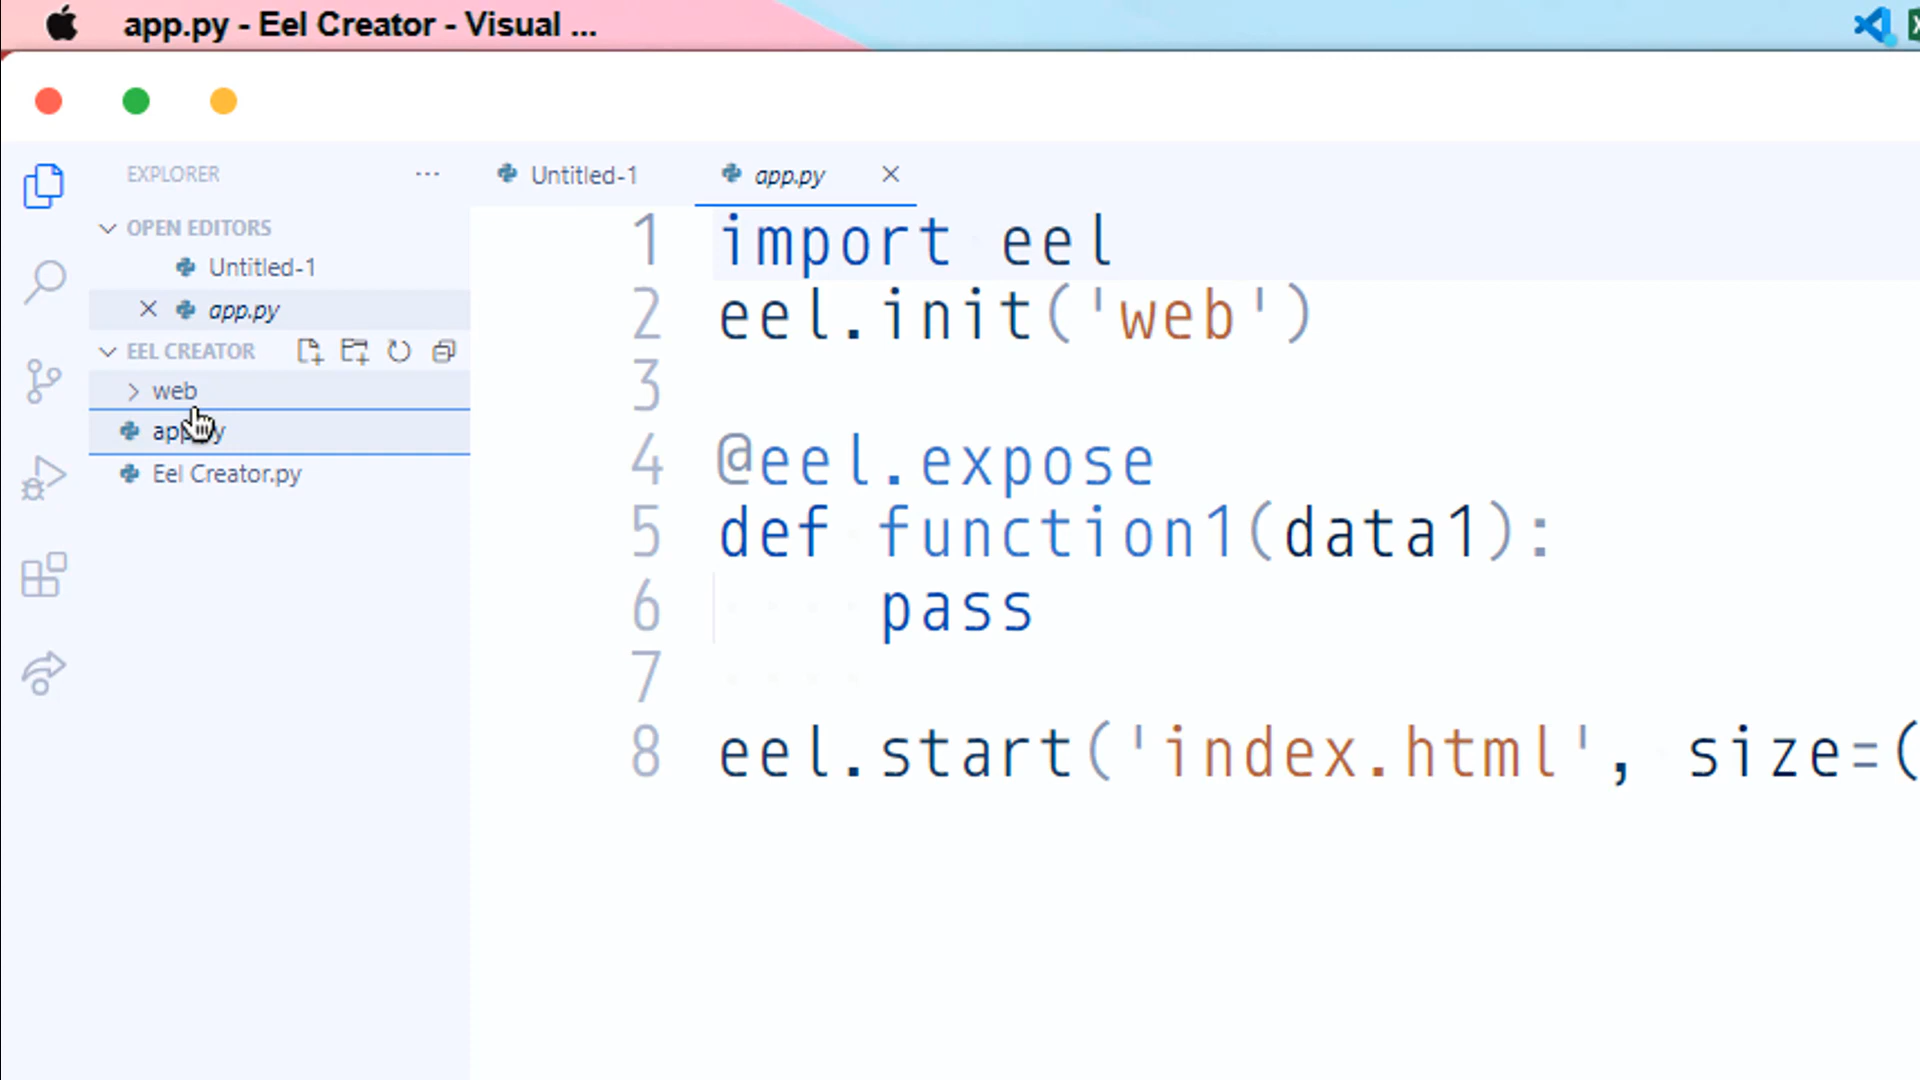 app.py - Eel Creator - Visual ...
EXPLORER
Untitled-1
app.py
OPEN EDITORS
Untitled-1
app.py
EEL CREATOR
web
app.py
Eel Creator.py
1 import eel
2 eel.init('web')
3
4 @eel.expose
5 def function1(data1):
6 pass
7
8 eel.start('index.html', size=(